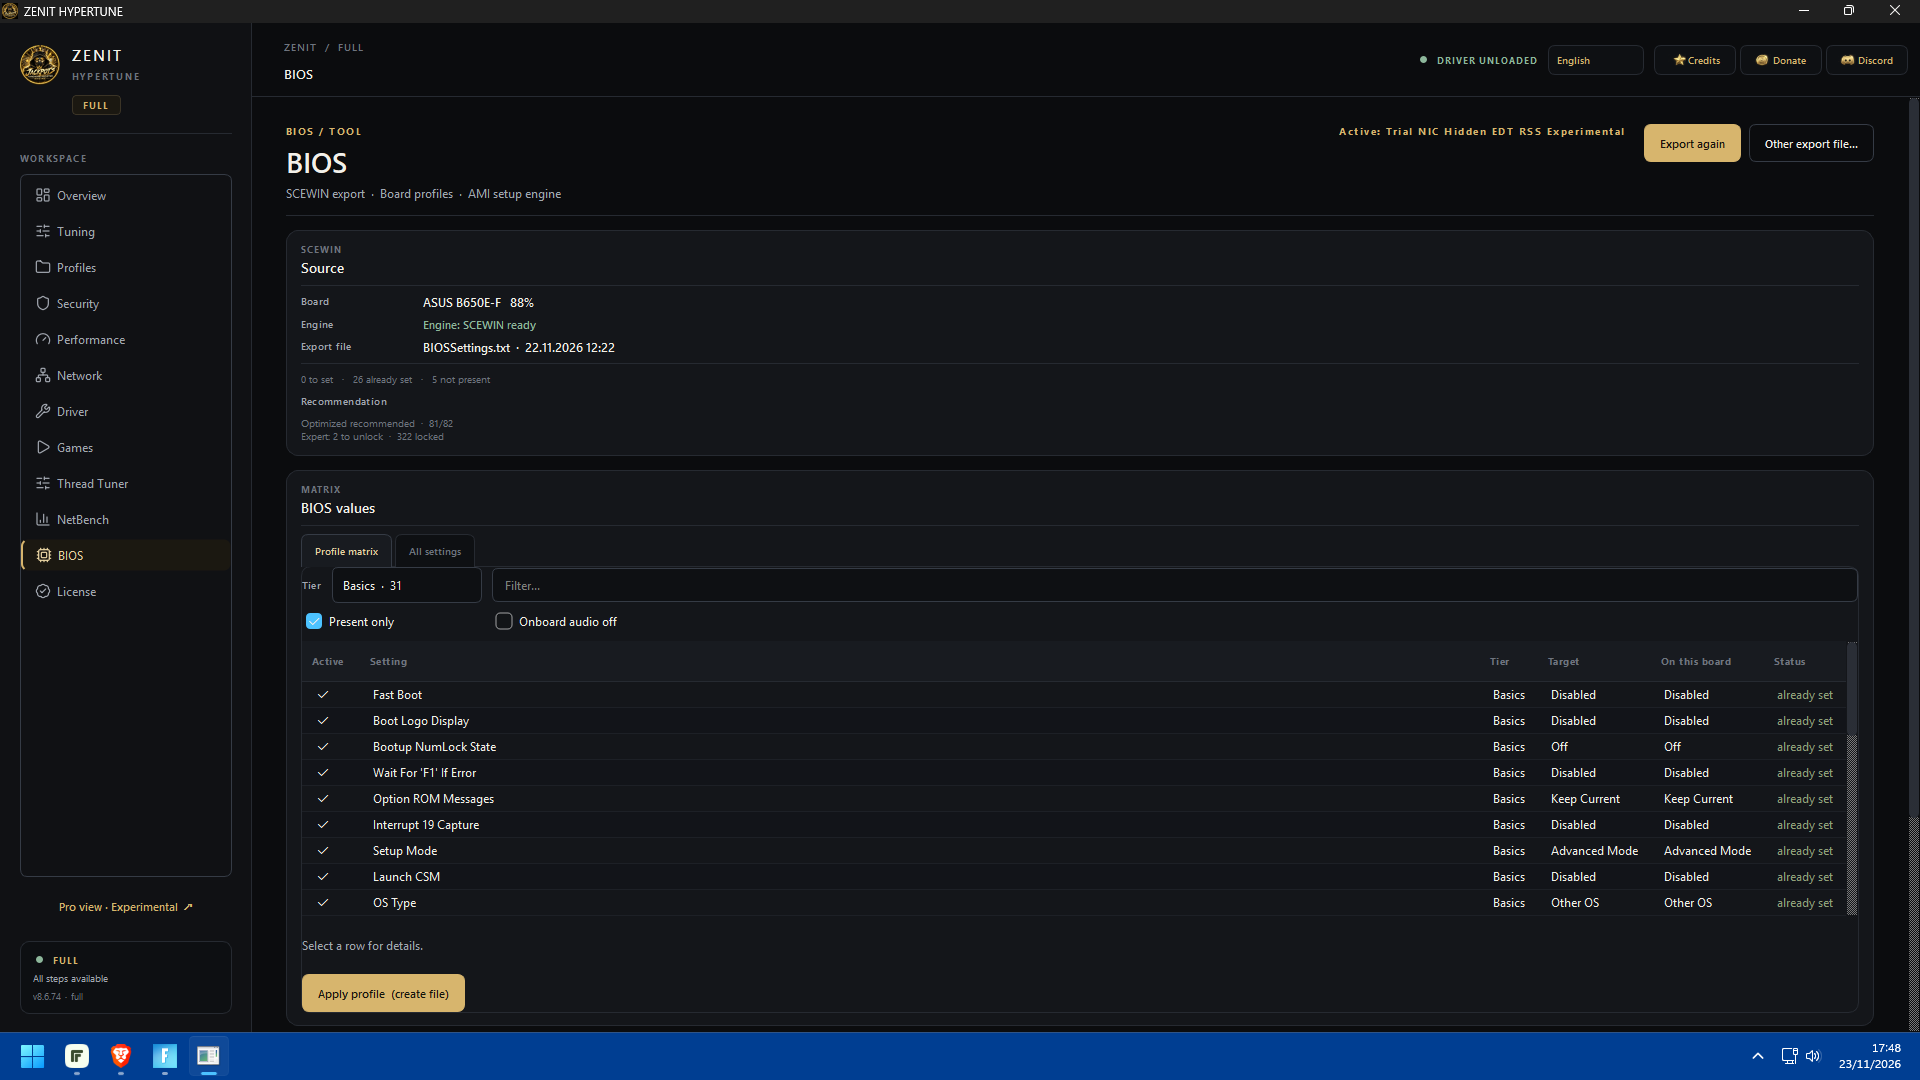 ZENIT HYPERTUNE
ZENIT
HYPERTUNE
FULL
WORKSPACE
Overview
Tuning
Profiles
Security
Performance
Network
Driver
Games
Thread Tuner
NetBench
BIOS
License
Pro view · Experimental ↗
FULL
All steps available
v8.6.74 · full
ZENIT / FULL
BIOS
DRIVER UNLOADED
English
Credits
Donate
Discord
BIOS / TOOL
BIOS
SCEWIN export · Board profiles · AMI setup engine
Active: Trial NIC Hidden EDT RSS Experimental
Export again
Other export file...
SCEWIN
Source
Board ASUS B650E-F 88%
Engine Engine: SCEWIN ready
Export file BIOSSettings.txt · 22.11.2026 12:22
0 to set · 26 already set · 5 not present
Recommendation
Optimized recommended · 81/82
Expert: 2 to unlock · 322 locked
MATRIX
BIOS values
Profile matrix All settings
Tier Basics · 31 Filter...
Present only Onboard audio off
Active Setting Tier Target On this board Status
Fast Boot Basics Disabled Disabled already set
Boot Logo Display Basics Disabled Disabled already set
Bootup NumLock State Basics Off Off already set
Wait For 'F1' If Error Basics Disabled Disabled already set
Option ROM Messages Basics Keep Current Keep Current already set
Interrupt 19 Capture Basics Disabled Disabled already set
Setup Mode Basics Advanced Mode Advanced Mode already set
Launch CSM Basics Disabled Disabled already set
OS Type Basics Other OS Other OS already set
Select a row for details.
Apply profile (create file)
17:48
23/11/2026